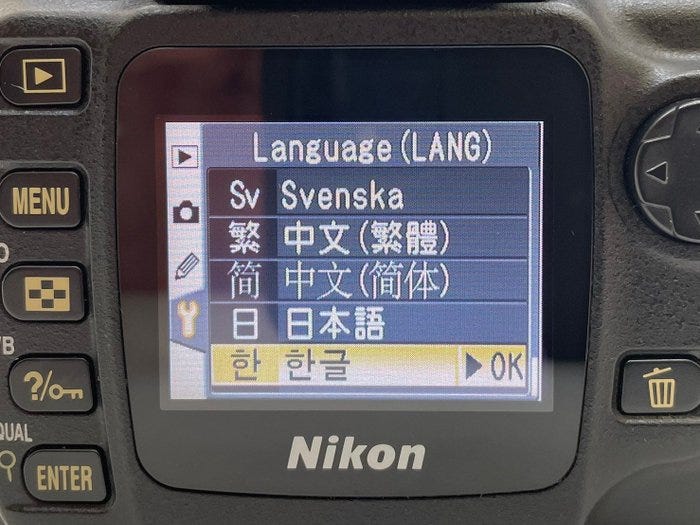 Language(LANG)
Sv Svenska
繁 中文(繁體)
简 中文(简体)
日 日本語
한 한글 ▶OK
MENU
?/
ENTER
QUAL
Nikon